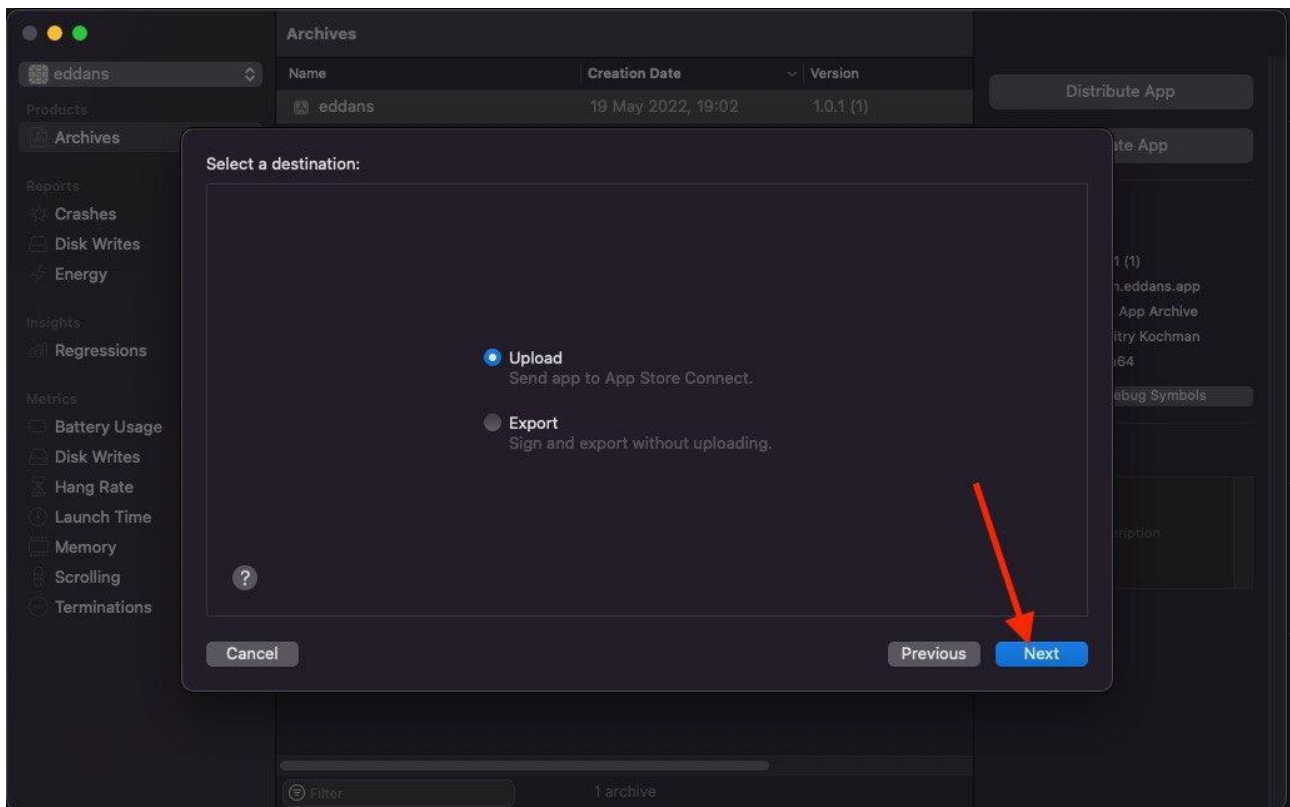 Archives
eddans
Name Creation Date Version
Products
eddans 19 May 2022, 19:02 1.0.1 (1)
Distribute App
Archives
ate App
Select a destination:
Reports
Crashes
Disk Writes
Energy
1 (1)
n.eddans.app
App Archive
itry Kochman
64
ebug Symbols
Insights
Regressions
Upload
Send app to App Store Connect.
Export
Sign and export without uploading.
Metrics
Battery Usage
Disk Writes
Hang Rate
Launch Time
Memory
Scrolling
Terminations
cription
?
Cancel Previous Next
Filter 1 archive